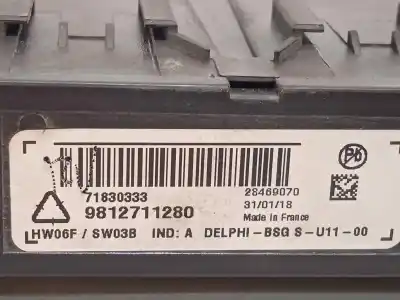 71830333 28469070
9812711280 31/01/18
Made in France
HW06F / SW03B IND: A DELPHI-BSG S-U11-00